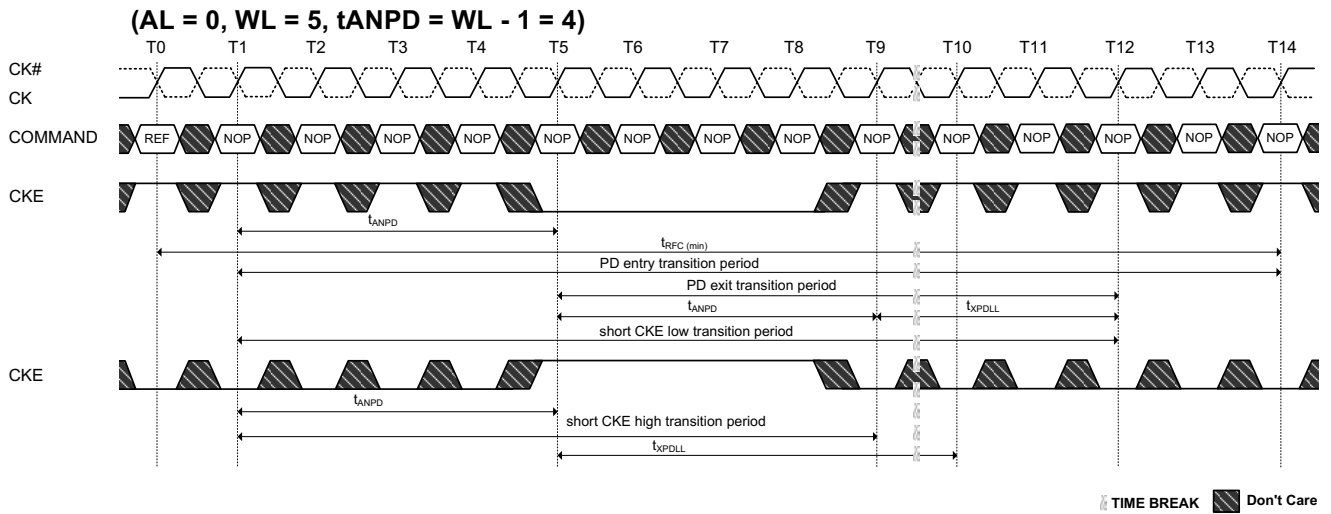 (AL = 0, WL = 5, tANPD = WL - 1 = 4)
T0 T1 T2 T3 T4 T5 T6 T7 T8 T9 T10 T11 T12 T13 T14
CK#
CK
COMMAND REF NOP NOP NOP NOP NOP NOP NOP NOP NOP NOP NOP NOP NOP NOP
CKE
tANPD
tRFC (min)
PD entry transition period
PD exit transition period
tANPD tXPDLL
short CKE low transition period
CKE
tANPD
short CKE high transition period
tXPDLL
TIME BREAK Don't Care